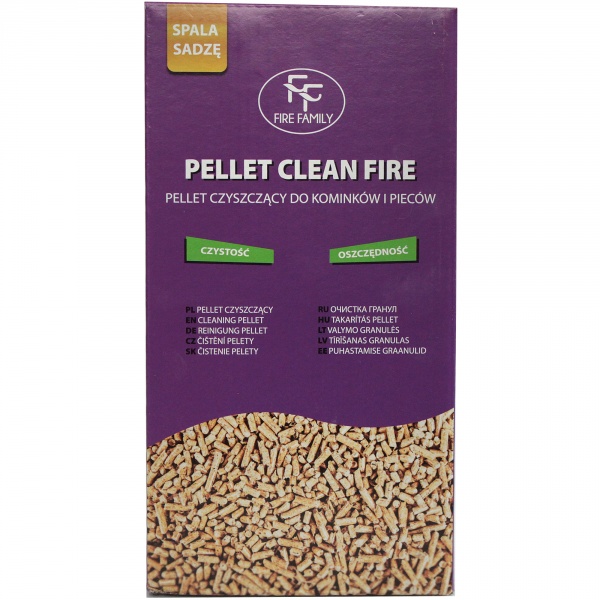 SPALA
SADZĘ
FF
FIRE FAMILY
PELLET CLEAN FIRE
PELLET CZYSZCZĄCY DO KOMINKÓW I PIECÓW
CZYSTOŚĆ
OSZCZĘDNOŚĆ
PL PELLET CZYSZCZĄCY
EN CLEANING PELLET
DE REINIGUNG PELLET
CZ ČIŠTĚNÍ PELETY
SK ČISTENIE PELETY
RU ОЧИСТКА ГРАНУЛ
HU TAKARÍTÁS PELLET
LT VALYMO GRANULĖS
LV TĪRĪŠANAS GRANULAS
EE PUHASTAMISE GRAANULID